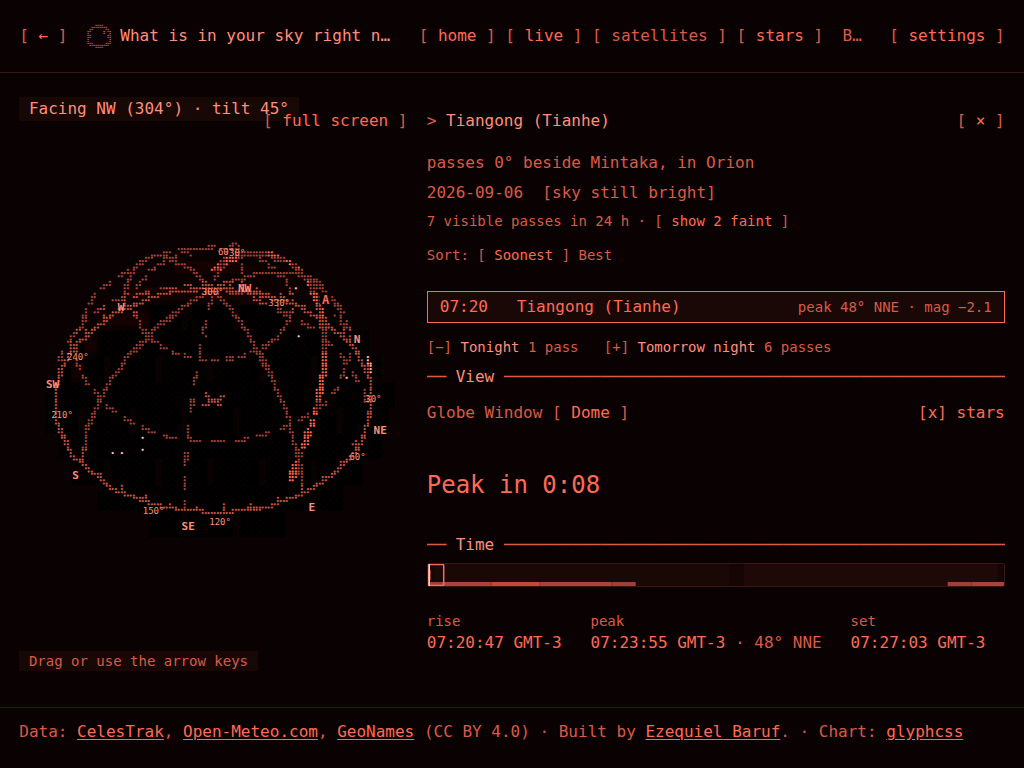 [ ← ] What is in your sky right n… [ home ] [ live ] [ satellites ] [ stars ] B… [ settings ]
Facing NW (304°) · tilt 45°
[ full screen ]
> Tiangong (Tianhe) [ × ]
passes 0° beside Mintaka, in Orion
2026-09-06 [sky still bright]
7 visible passes in 24 h · [ show 2 faint ]
Sort: [ Soonest ] Best
07:20 Tiangong (Tianhe) peak 48° NNE · mag −2.1
[−] Tonight 1 pass [+] Tomorrow night 6 passes
View
Globe Window [ Dome ] [x] stars
Peak in 0:08
Time
rise peak set
07:20:47 GMT-3 07:23:55 GMT-3 · 48° NNE 07:27:03 GMT-3
NW
300°
330°
A
W
N
240°
SW
30°
210°
NE
60°
S
E
150°
120°
SE
Drag or use the arrow keys
Data: CelesTrak, Open-Meteo.com, GeoNames (CC BY 4.0) · Built by Ezequiel Baruf. · Chart: glyphcss